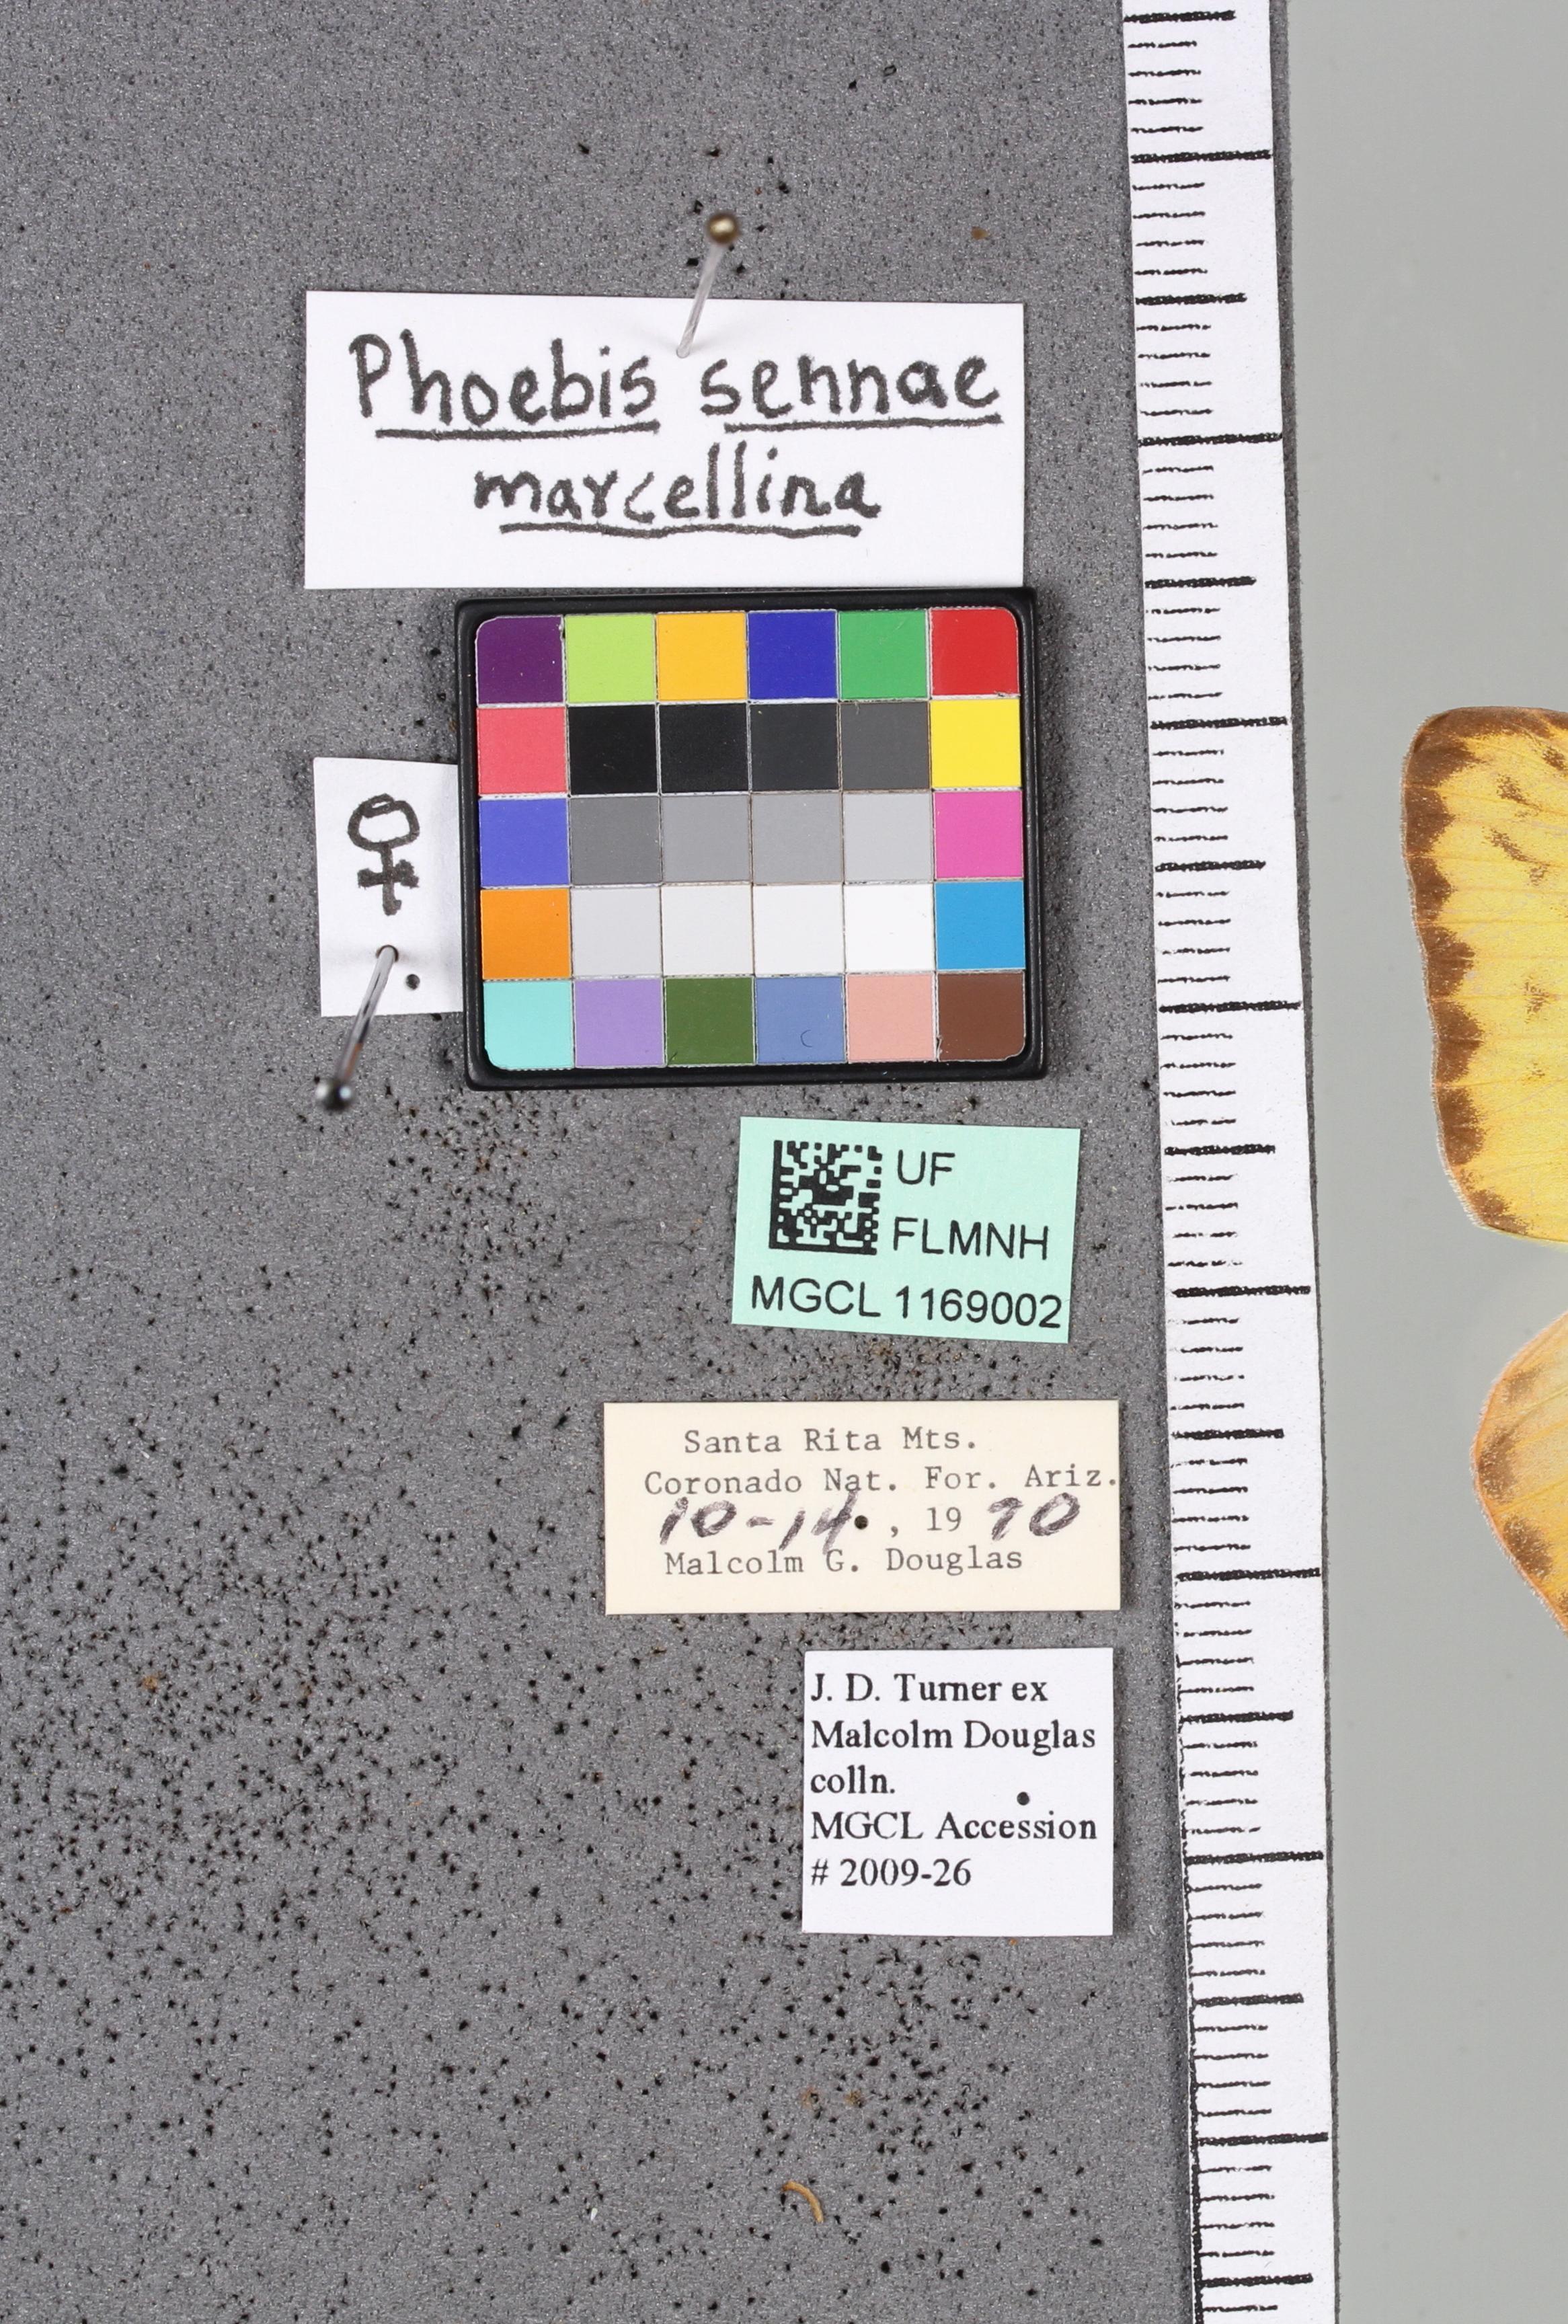 Phoebis sennae
marcellina
♀
UF
FLMNH
MGCL 1169002
Santa Rita Mts.
Coronado Nat. For. Ariz.
10-14 , 1970
Malcolm G. Douglas
J. D. Turner ex
Malcolm Douglas
colln.
MGCL Accession
# 2009-26